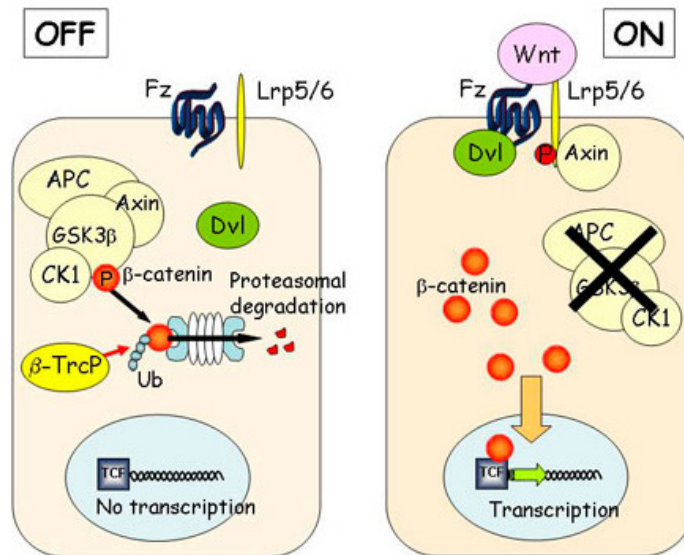 OFF
Fz
Lrp5/6
APC
Axin
GSK3β
CK1
P
β-catenin
Dvl
Proteasomal
degradation
β-TrcP
Ub
TCF
No transcription
ON
Wnt
Fz
Lrp5/6
Dvl
P
Axin
APC
GSK3β
CK1
β-catenin
TCF
Transcription